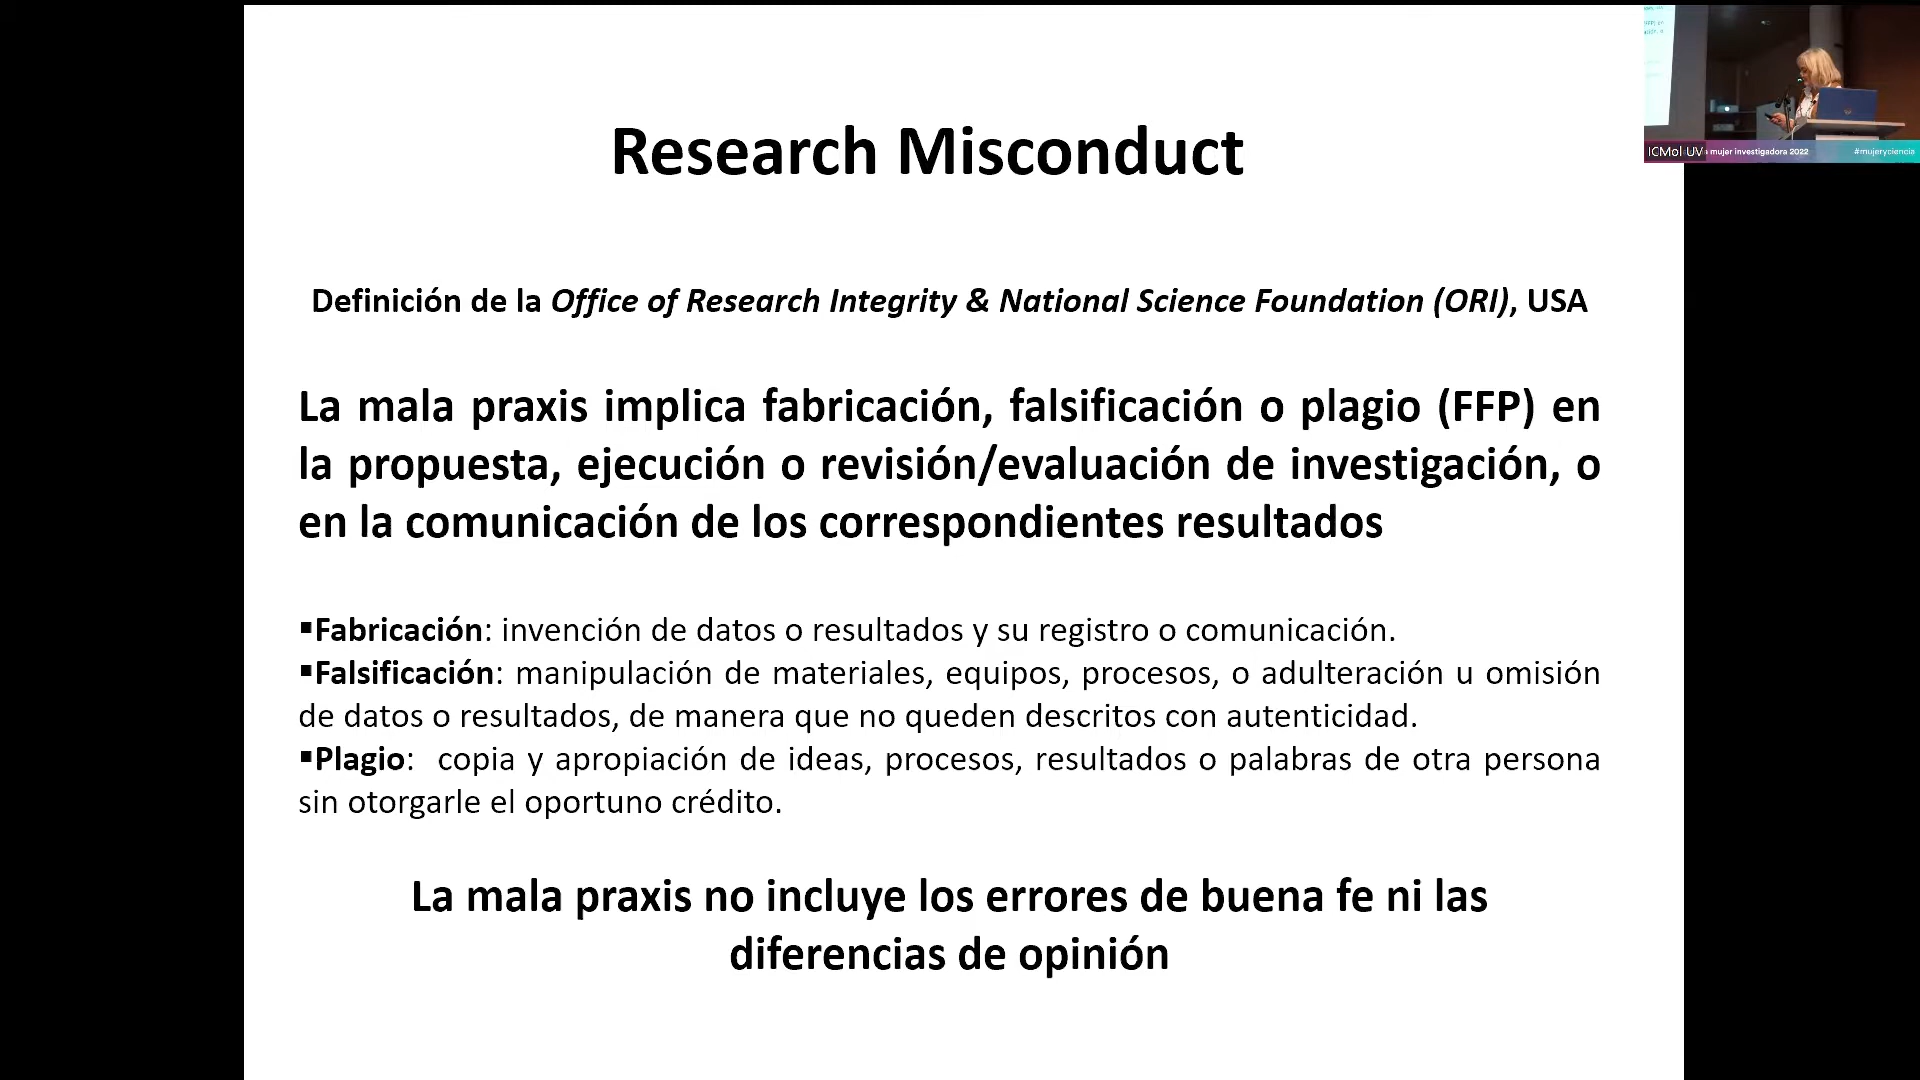 Research Misconduct
Definición de la Office of Research Integrity & National Science Foundation (ORI), USA
La mala praxis implica fabricación, falsificación o plagio (FFP) en
la propuesta, ejecución o revisión/evaluación de investigación, o
en la comunicación de los correspondientes resultados
▪Fabricación: invención de datos o resultados y su registro o comunicación.
▪Falsificación: manipulación de materiales, equipos, procesos, o adulteración u omisión
de datos o resultados, de manera que no queden descritos con autenticidad.
▪Plagio: copia y apropiación de ideas, procesos, resultados o palabras de otra persona
sin otorgarle el oportuno crédito.
La mala praxis no incluye los errores de buena fe ni las
diferencias de opinión
ICMol UV
mujer investigadora 2022
#mujeryciencia